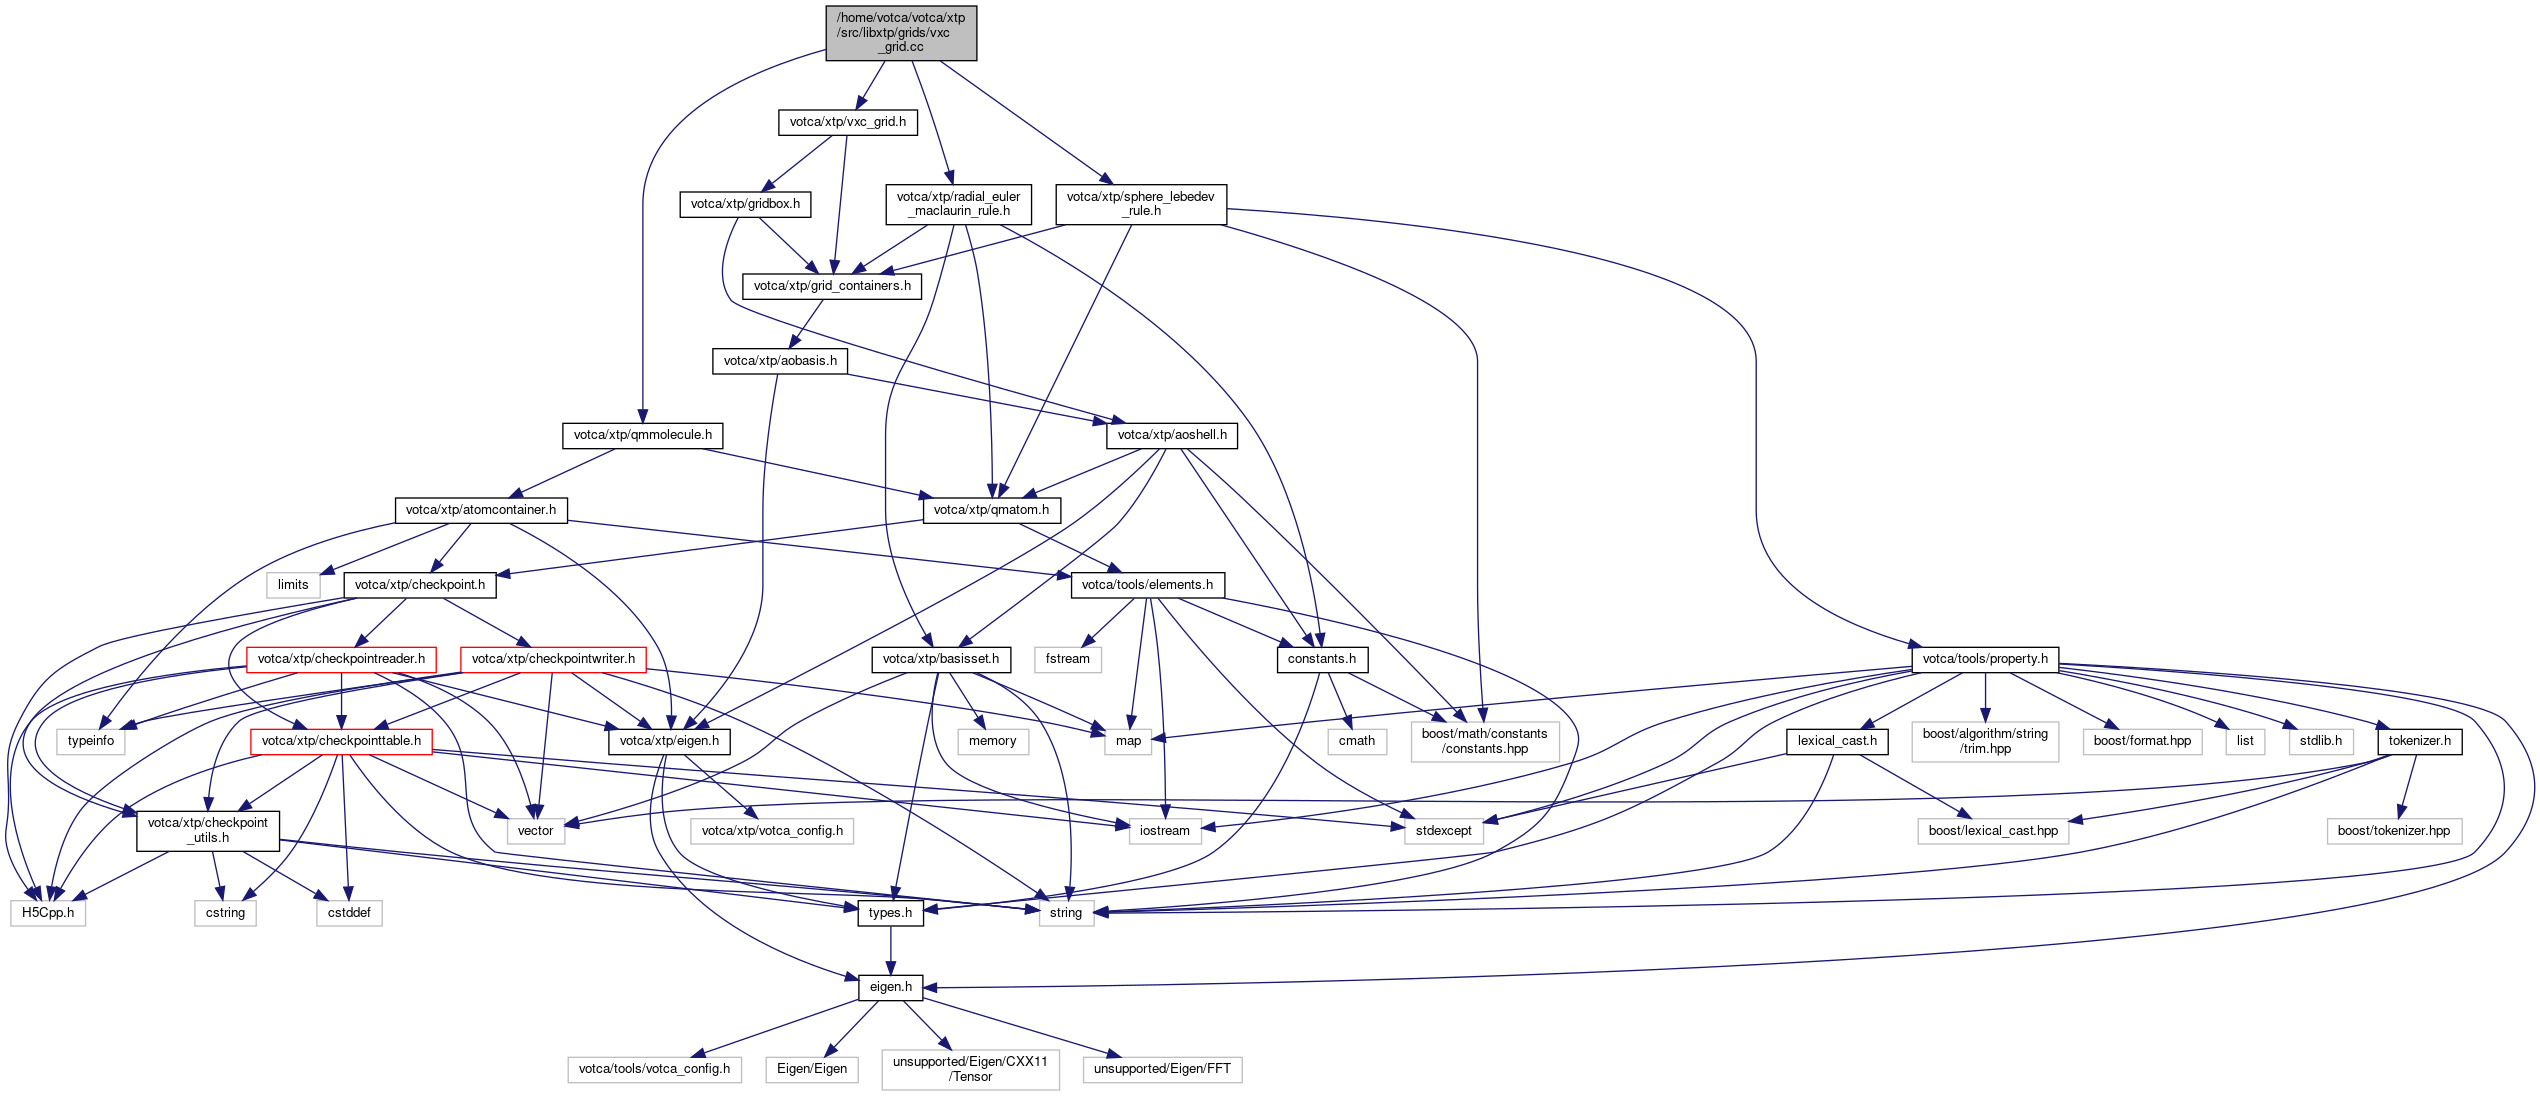 /home/votca/votca/xtp
/src/libxtp/grids/vxc
_grid.cc
votca/xtp/vxc_grid.h
votca/xtp/gridbox.h
votca/xtp/radial_euler
_maclaurin_rule.h
votca/xtp/sphere_lebedev
_rule.h
votca/xtp/grid_containers.h
votca/xtp/aobasis.h
votca/xtp/qmmolecule.h
votca/xtp/aoshell.h
votca/xtp/atomcontainer.h
votca/xtp/qmatom.h
limits
votca/xtp/checkpoint.h
votca/tools/elements.h
votca/xtp/checkpointreader.h
votca/xtp/checkpointwriter.h
votca/xtp/basisset.h
fstream
constants.h
votca/tools/property.h
typeinfo
votca/xtp/checkpointtable.h
votca/xtp/eigen.h
memory
map
cmath
boost/math/constants
/constants.hpp
lexical_cast.h
boost/algorithm/string
/trim.hpp
boost/format.hpp
list
stdlib.h
tokenizer.h
votca/xtp/checkpoint
_utils.h
vector
votca/xtp/votca_config.h
iostream
stdexcept
boost/lexical_cast.hpp
boost/tokenizer.hpp
H5Cpp.h
cstring
cstddef
types.h
string
eigen.h
votca/tools/votca_config.h
Eigen/Eigen
unsupported/Eigen/CXX11
/Tensor
unsupported/Eigen/FFT